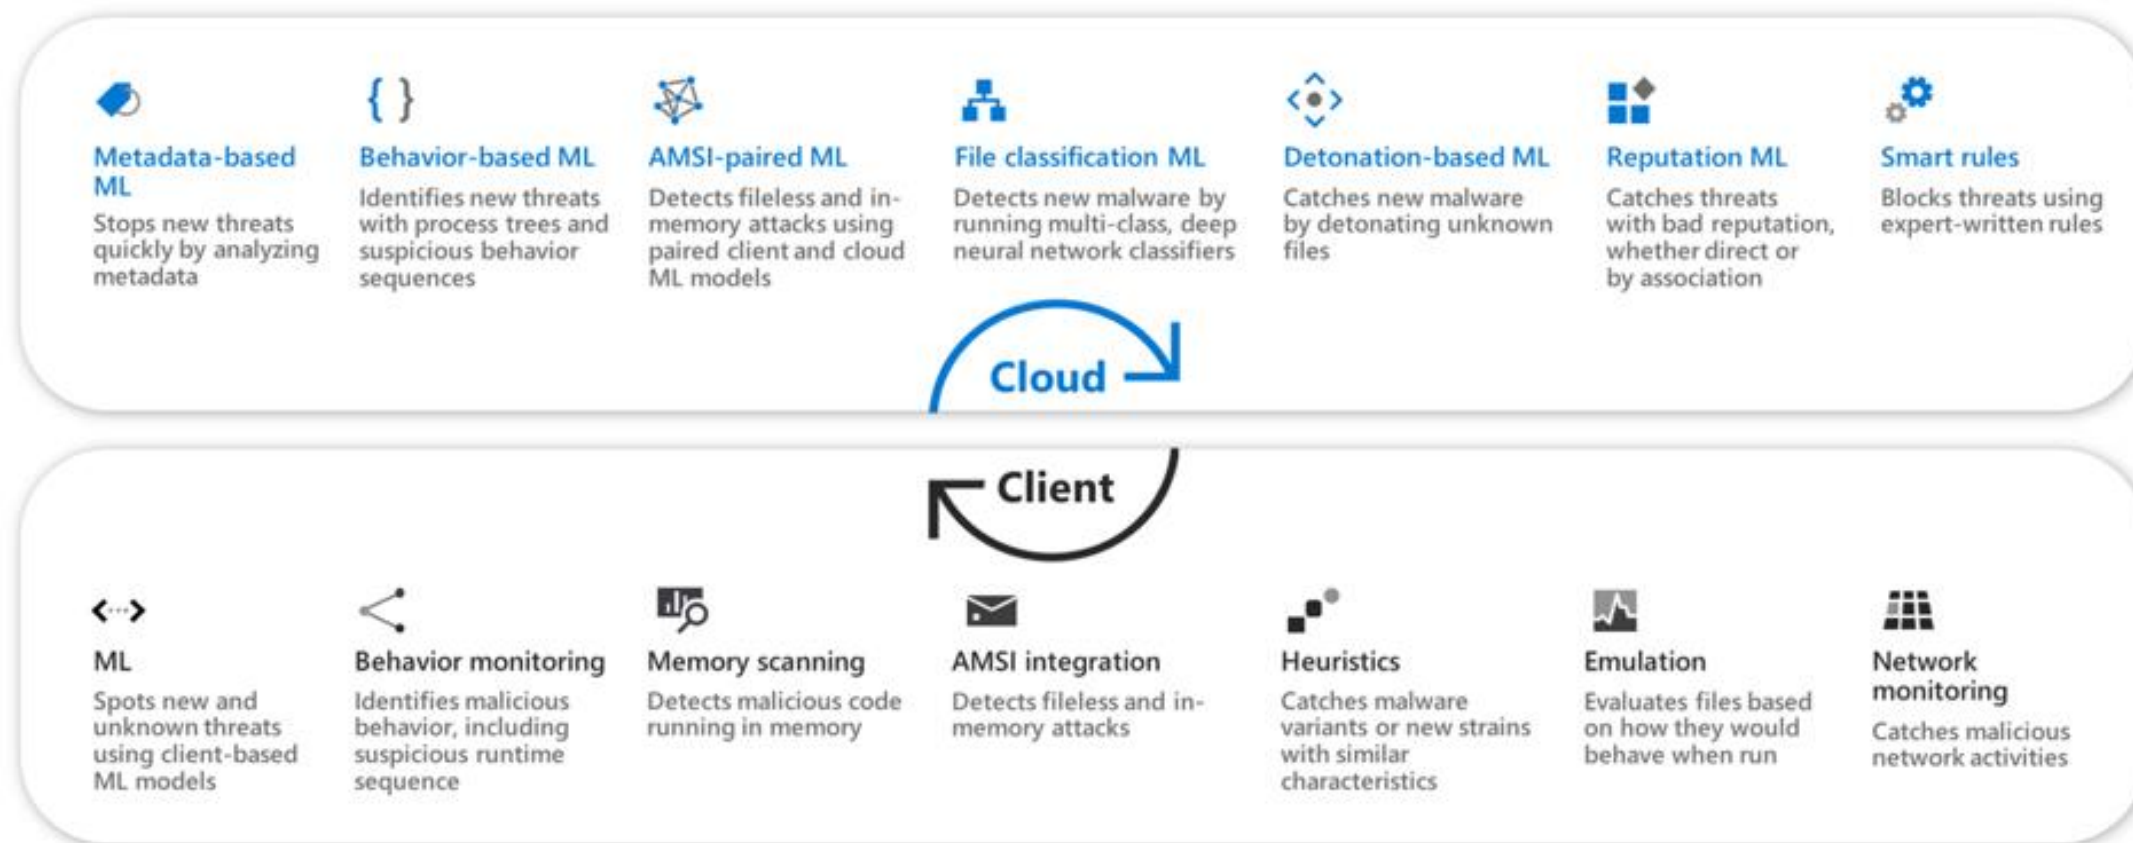 Metadata-based
ML
Stops new threats
quickly by analyzing
metadata
Behavior-based ML
Identifies new threats
with process trees and
suspicious behavior
sequences
AMSI-paired ML
Detects fileless and in-
memory attacks using
paired client and cloud
ML models
File classification ML
Detects new malware by
running multi-class, deep
neural network classifiers
Detonation-based ML
Catches new malware
by detonating unknown
files
Reputation ML
Catches threats
with bad reputation,
whether direct or
by association
Smart rules
Blocks threats using
expert-written rules
Cloud
Client
ML
Spots new and
unknown threats
using client-based
ML models
Behavior monitoring
Identifies malicious
behavior, including
suspicious runtime
sequence
Memory scanning
Detects malicious code
running in memory
AMSI integration
Detects fileless and in-
memory attacks
Heuristics
Catches malware
variants or new strains
with similar
characteristics
Emulation
Evaluates files based
on how they would
behave when run
Network
monitoring
Catches malicious
network activities